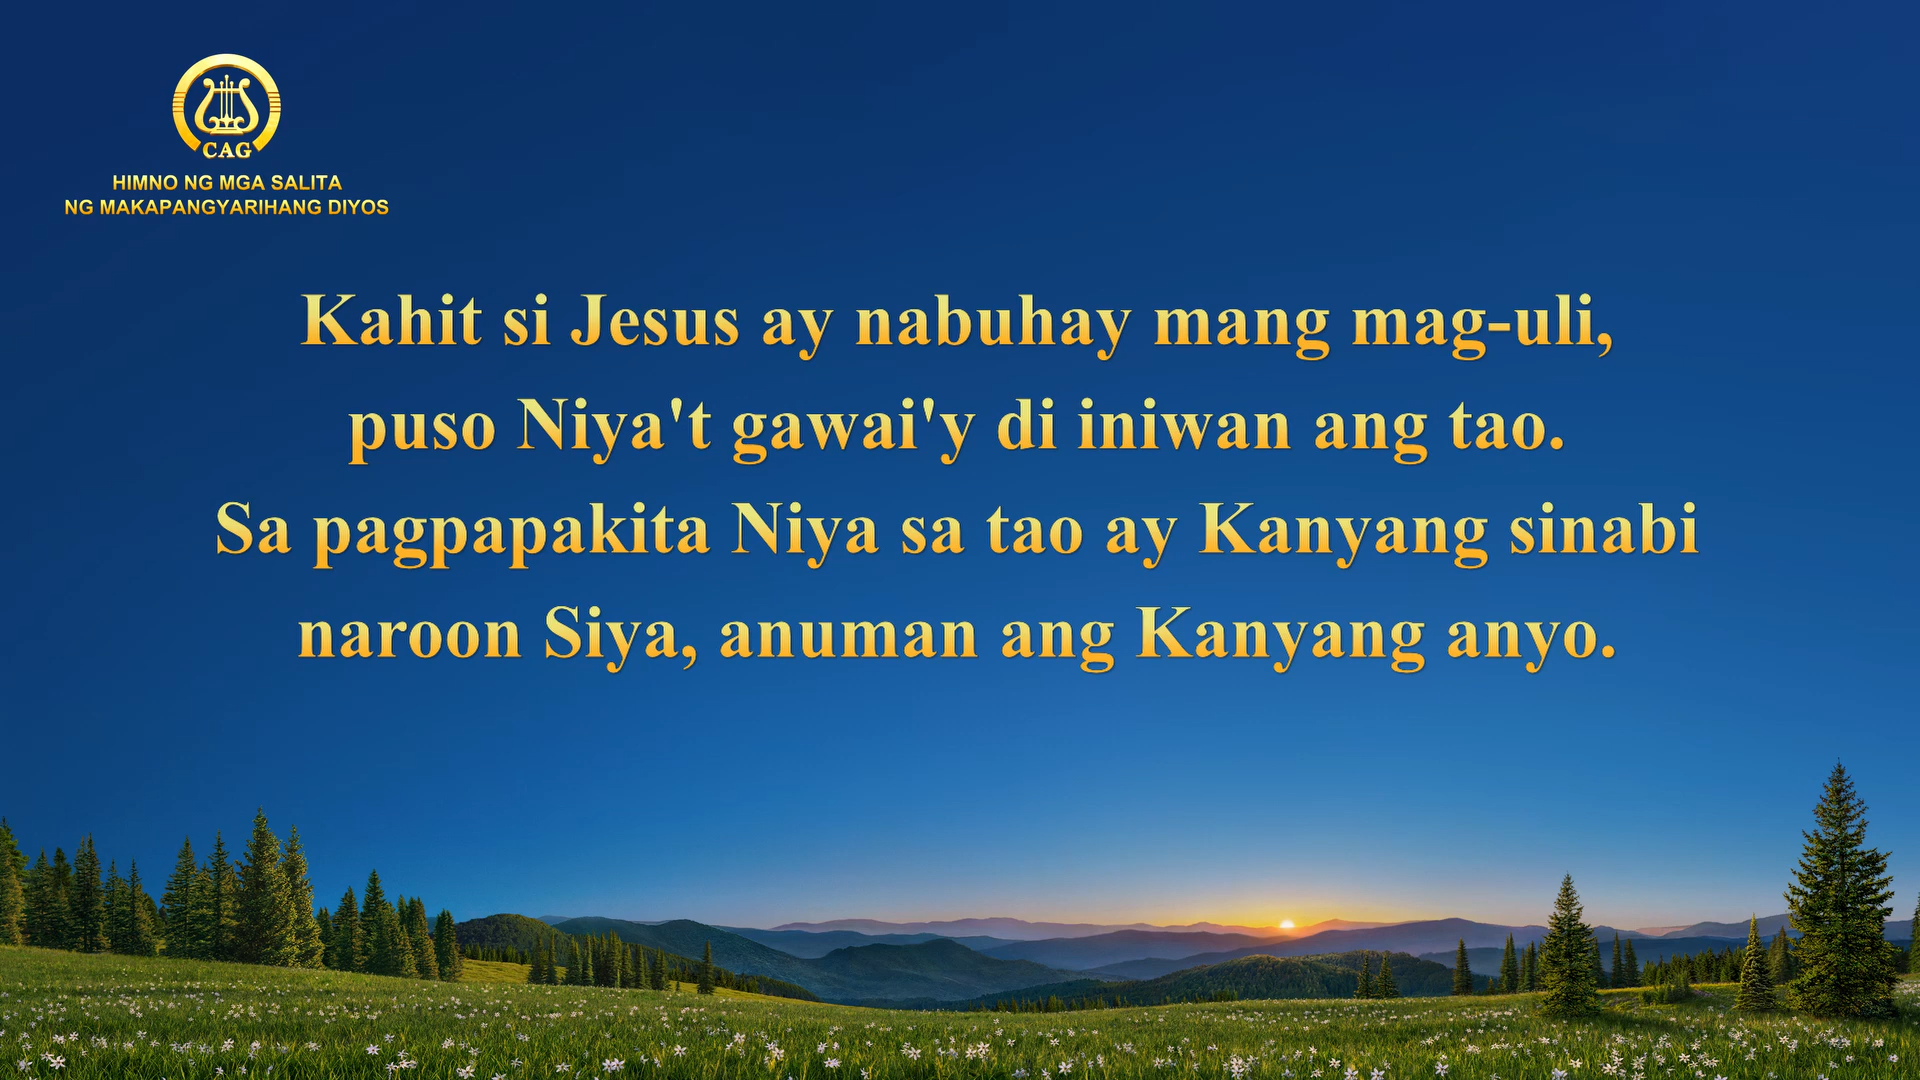 CAG
HIMNO NG MGA SALITA
NG MAKAPANGYARIHANG DIYOS
Kahit si Jesus ay nabuhay mang mag-uli,
puso Niya't gawai'y di iniwan ang tao.
Sa pagpapakita Niya sa tao ay Kanyang sinabi
naroon Siya, anuman ang Kanyang anyo.